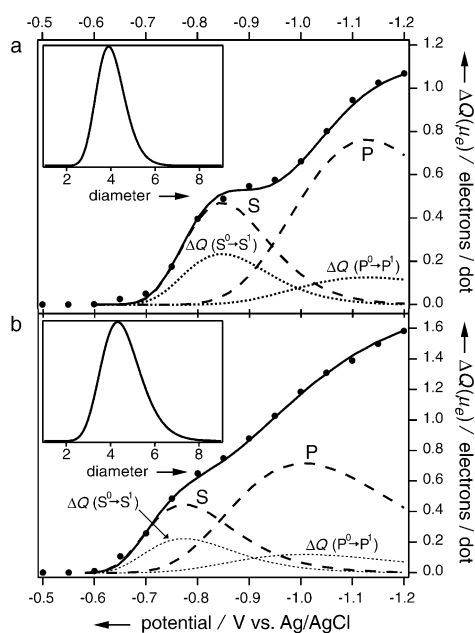 -0.5 -0.6 -0.7 -0.8 -0.9 -1.0 -1.1 -1.2
a
1.2
1.0
0.8
0.6
0.4
0.2
0.0
ΔQ(μe) / electrons / dot
2 4 6 8
diameter
S
P
ΔQ (S⁰→S¹)
ΔQ (P⁰→P¹)
b
1.6
1.4
1.2
1.0
0.8
0.6
0.4
0.2
0.0
ΔQ(μe) / electrons / dot
2 4 6 8
diameter
S
P
ΔQ (S⁰→S¹)
ΔQ (P⁰→P¹)
-0.5 -0.6 -0.7 -0.8 -0.9 -1.0 -1.1 -1.2
← potential / V vs. Ag/AgCl